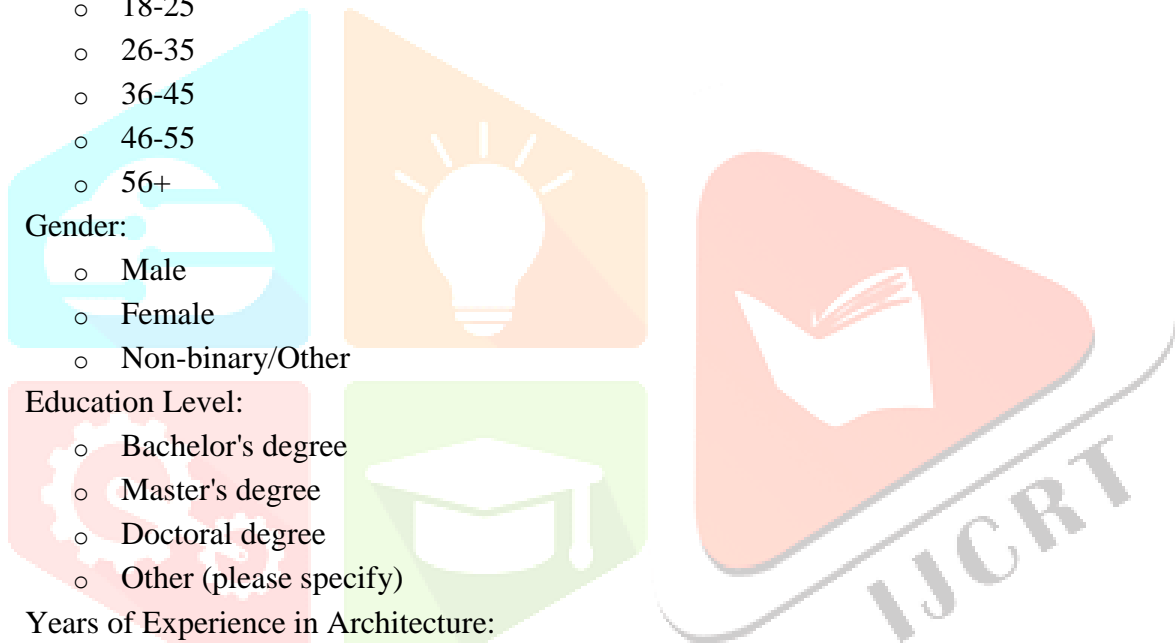 o 18-25
o 26-35
o 36-45
o 46-55
o 56+
Gender:
o Male
o Female
o Non-binary/Other
Education Level:
o Bachelor's degree
o Master's degree
o Doctoral degree
o Other (please specify)
Years of Experience in Architecture:
IJCRT